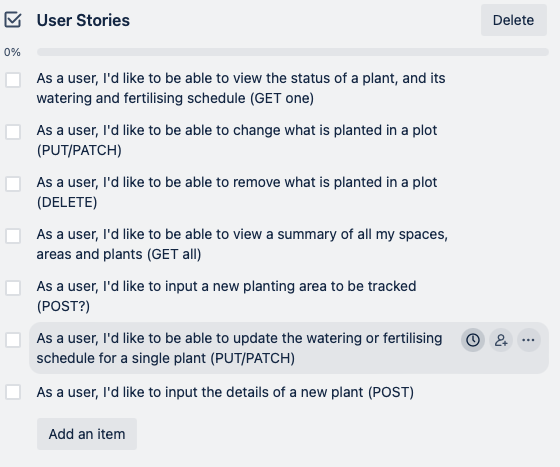 User Stories
Delete
0%
As a user, I'd like to be able to view the status of a plant, and its
watering and fertilising schedule (GET one)
As a user, I'd like to be able to change what is planted in a plot
(PUT/PATCH)
As a user, I'd like to be able to remove what is planted in a plot
(DELETE)
As a user, I'd like to be able to view a summary of all my spaces,
areas and plants (GET all)
As a user, I'd like to input a new planting area to be tracked
(POST?)
As a user, I'd like to be able to update the watering or fertilising
schedule for a single plant (PUT/PATCH)
As a user, I'd like to input the details of a new plant (POST)
Add an item